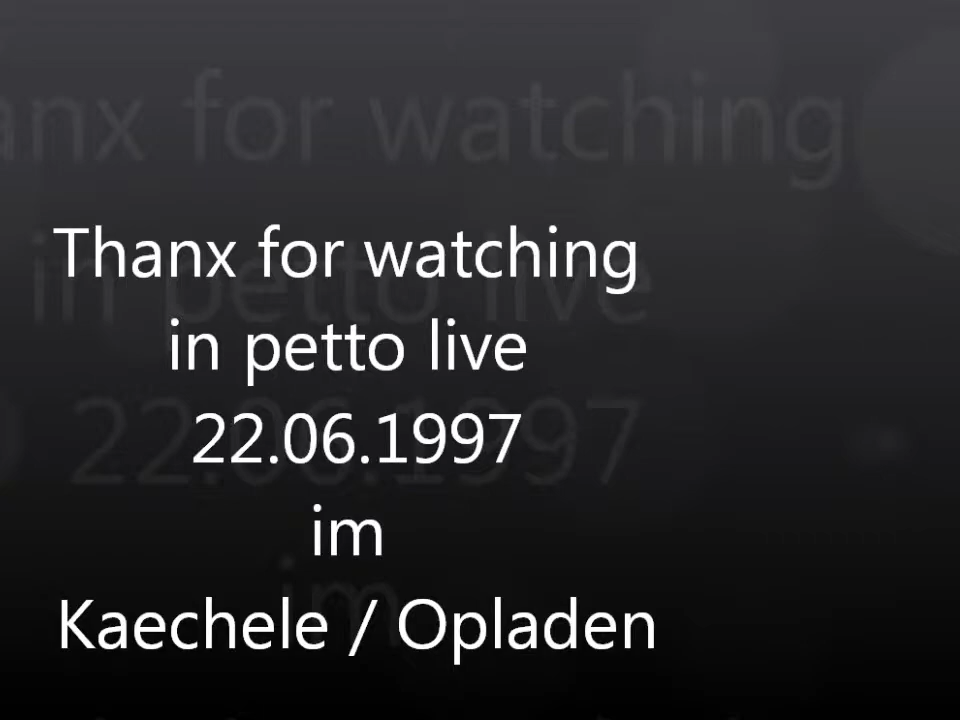 Thanx for watching
in petto live
22.06.1997
im
Kaechele / Opladen